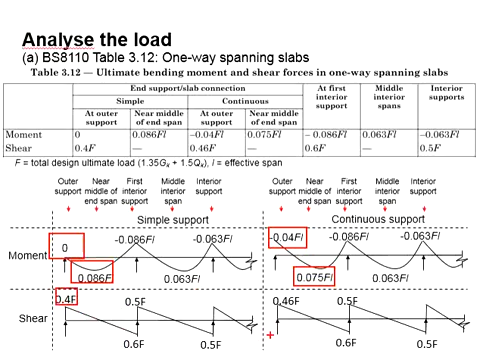 Analyse the load
(a) BS8110 Table 3.12: One-way spanning slabs
Table 3.12 — Ultimate bending moment and shear forces in one-way spanning slabs
End support/slab connection
At first interior support
Middle interior spans
Interior supports
Simple
Continuous
At outer support
Near middle of end span
At outer support
Near middle of end span
Moment 0 0.086Fl –0.04Fl 0.075Fl – 0.086Fl 0.063Fl –0.063Fl
Shear 0.4F — 0.46F — 0.6F — 0.5F
F = total design ultimate load (1.35Gk + 1.5Qk), l = effective span
Outer support
Near middle of end span
First interior support
Middle interior span
Interior support
Outer support
Near middle of end span
First interior support
Middle interior span
Interior support
Simple support
Continuous support
Moment
0
-0.086Fl
-0.063Fl
0.086Fl
0.063Fl
-0.04Fl
-0.086Fl
-0.063Fl
0.075Fl
0.063Fl
Shear
0.4F
0.5F
0.6F
0.5F
0.46F
0.5F
0.6F
0.5F